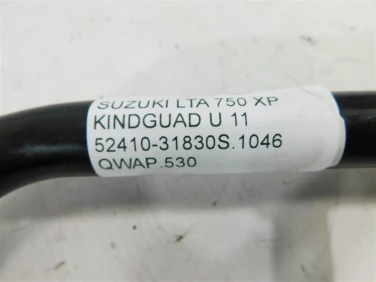 SUZUKI LTA 750 XP
KINDGUAD U 11
52410-31830S.1046
QWAP.530